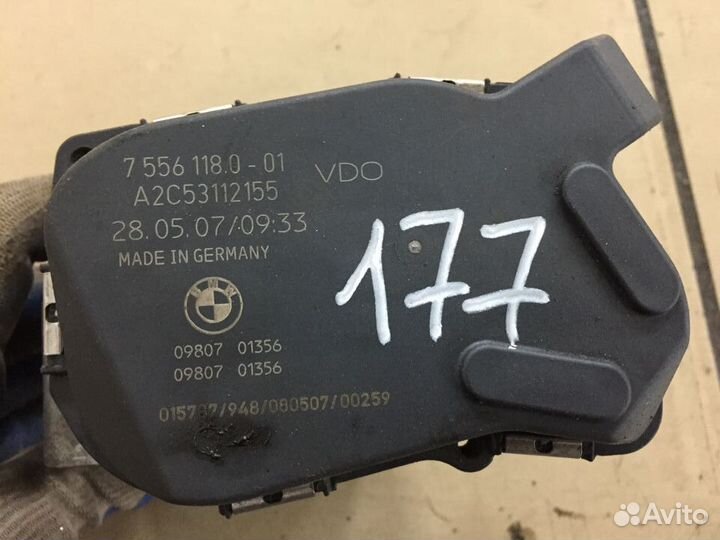 7 556 118.0 - 01
VDO
A2C53112155
28.05.07/09:33
MADE IN GERMANY
BMW
09807 01356
09807 01356
/948/080507/00259
177
Avito